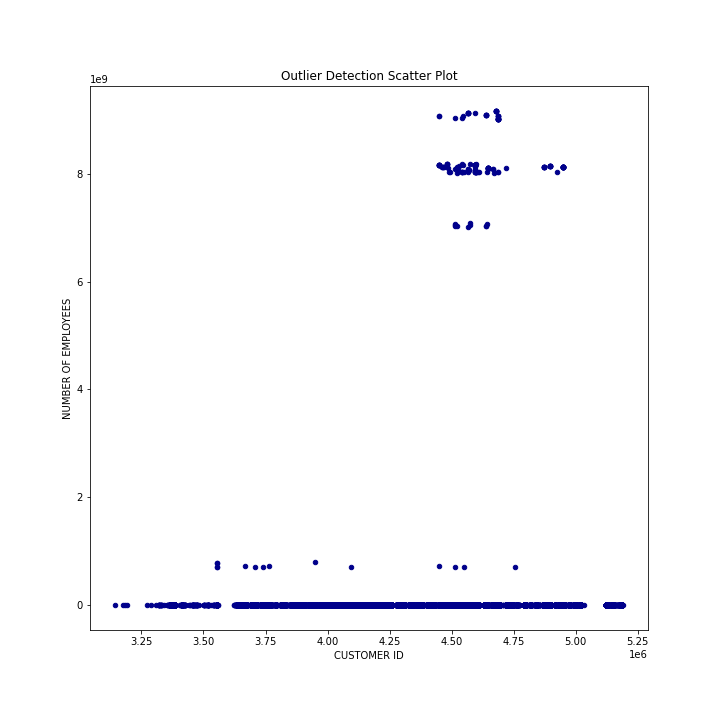 Outlier Detection Scatter Plot
1e9
8
6
4
2
0
NUMBER OF EMPLOYEES
3.25 3.50 3.75 4.00 4.25 4.50 4.75 5.00 5.25
CUSTOMER ID
1e6